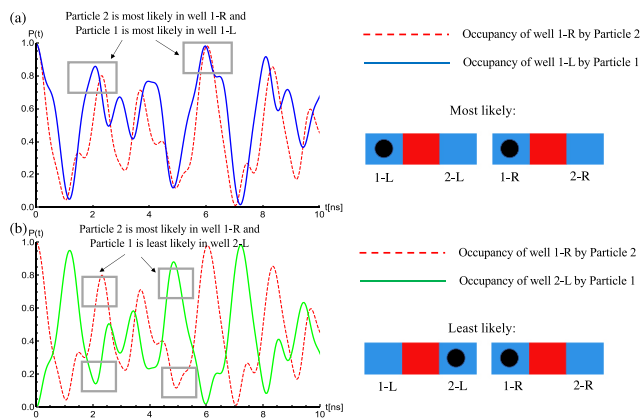 (a)
Particle 2 is most likely in well 1-R and
Particle 1 is most likely in well 1-L
P(t)
1.0
0.8
0.6
0.4
0.2
0.0
0 2 4 6 8 10
t[ns]
Occupancy of well 1-R by Particle 2
Occupancy of well 1-L by Particle 1
Most likely:
1-L 2-L 1-R 2-R
(b)
Particle 2 is most likely in well 1-R and
Particle 1 is least likely in well 2-L
P(t)
1.0
0.8
0.6
0.4
0.2
0.0
0 2 4 6 8 10
t[ns]
Occupancy of well 1-R by Particle 2
Occupancy of well 2-L by Particle 1
Least likely:
1-L 2-L 1-R 2-R